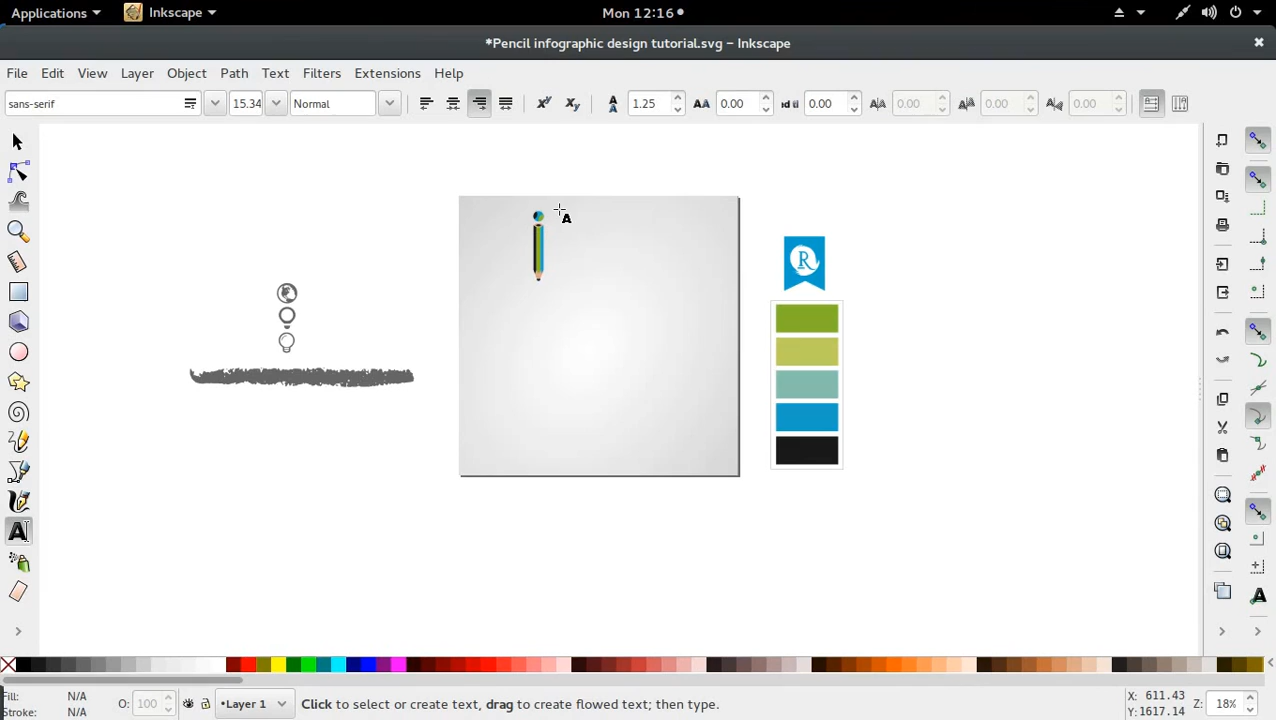 Applications Inkscape Mon 12:16
*Pencil infographic design tutorial.svg – Inkscape
File Edit View Layer Object Path Text Filters Extensions Help
sans-serif 15.34 Normal 1.25 0.00 0.00 0.00 0.00 0.00
R
Fill: N/A O: 100 •Layer 1 Click to select or create text, drag to create flowed text; then type. X: 611.43 Z: 18%
Stroke: N/A Y: 1617.14